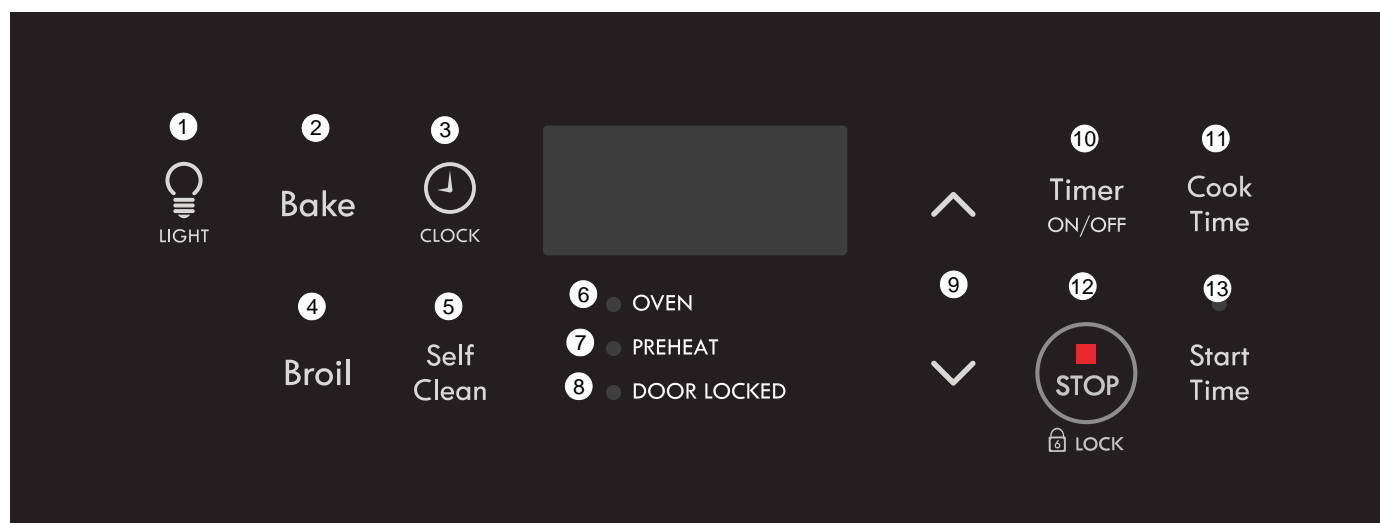 1
LIGHT
2
Bake
3
CLOCK
4
Broil
5
Self
Clean
6 OVEN
7 PREHEAT
8 DOOR LOCKED
9
10
Timer
ON/OFF
11
Cook
Time
12
STOP
6 LOCK
13
Start
Time